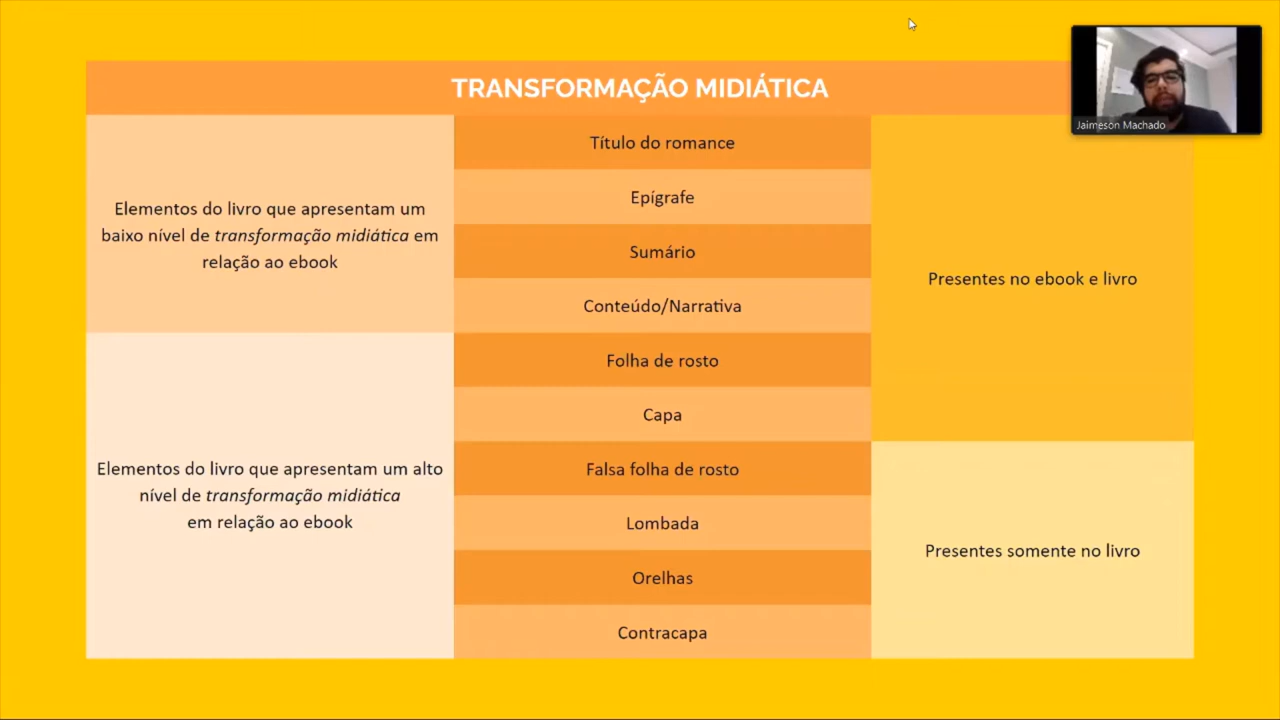 TRANSFORMAÇÃO MIDIÁTICA
Jaimeson Machado
Elementos do livro que apresentam um
baixo nível de transformação midiática em
relação ao ebook
Elementos do livro que apresentam um alto
nível de transformação midiática
em relação ao ebook
Título do romance
Epígrafe
Sumário
Conteúdo/Narrativa
Folha de rosto
Capa
Falsa folha de rosto
Lombada
Orelhas
Contracapa
Presentes no ebook e livro
Presentes somente no livro